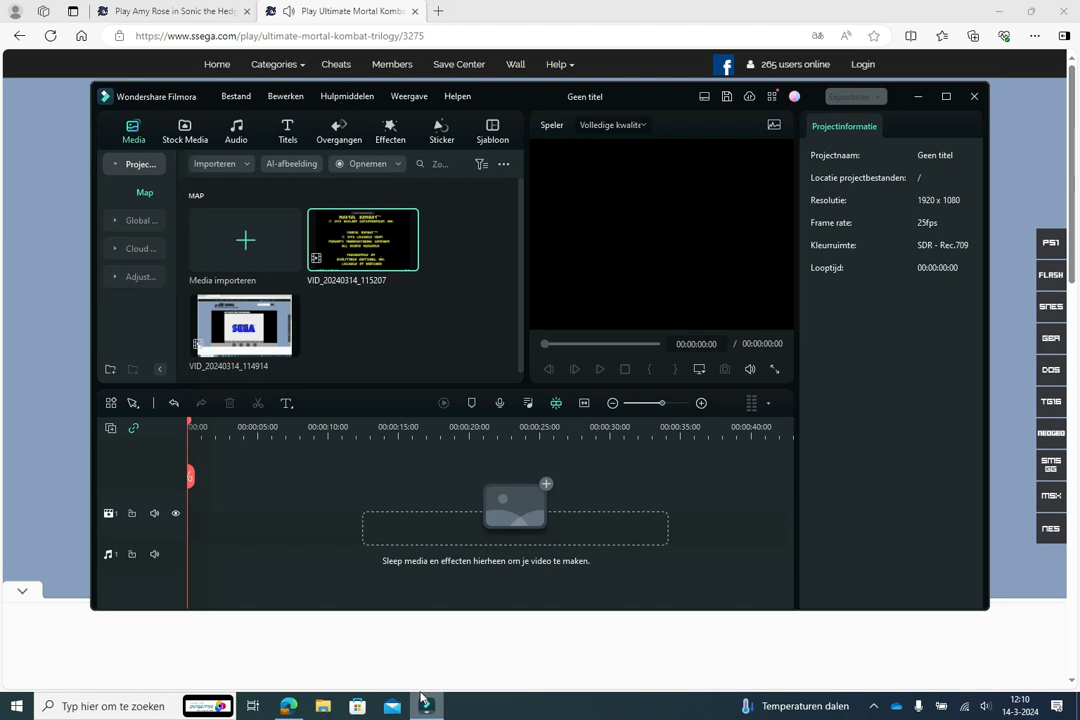 Play Amy Rose in Sonic the Hed
Play Ultimate Mortal Komba
https://www.ssega.com/play/ultimate-mortal-kombat-trilogy/3275
Home Categories Cheats Members Save Center Wall Help 265 users online Login
Wondershare Filmora Bestand Bewerken Hulpmiddelen Weergave Helpen Geen titel Exporteren
Media Stock Media Audio Titels Overgangen Effecten Sticker Sjabloon
Speler Volledige kwalite
Projectinformatie
Projec... Importeren AI-afbeelding Opnemen Zo...
Projectnaam: Geen titel
Locatie projectbestanden: /
Resolutie: 1920 x 1080
Frame rate: 25fps
Kleurruimte: SDR - Rec.709
Looptijd: 00:00:00:00
Map
Global ...
Cloud ...
Adjust...
MAP
Media importeren
VID_20240314_115207
SEGA
VID_20240314_114914
00:00:00:00 / 00:00:00:00
:00:00 00:00:05:00 00:00:10:00 00:00:15:00 00:00:20:00 00:00:25:00 00:00:30:00 00:00:35:00 00:00:40:00
1
1
Sleep media en effecten hierheen om je video te maken.
PS1
FLASH
SNES
GBA
DOS
TG16
NEOGEO
SMS
GG
MSX
NES
Typ hier om te zoeken
Temperaturen dalen
12:10
14-3-2024